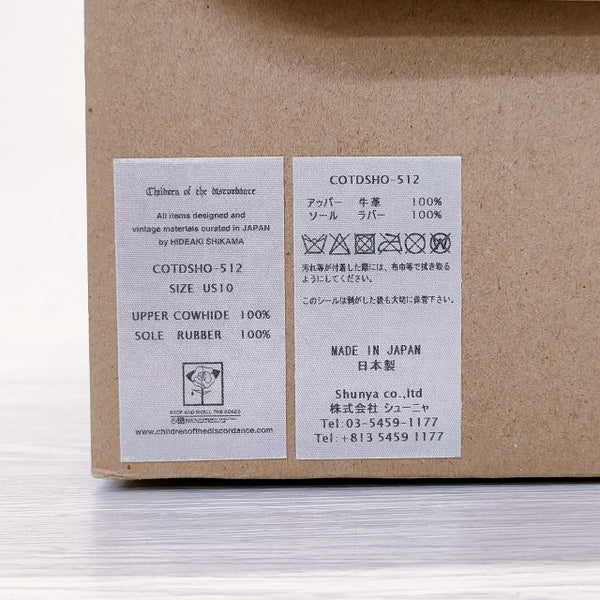 Children of the discordance
All items designed and
vintage materials curated in JAPAN
by HIDEAKI SHIKAMA
COTDSHO-512
SIZE US10
UPPER COWHIDE 100%
SOLE RUBBER 100%
STOP AND SMELL THE ROSES
www.childrenofthediscordance.com
COTDSHO-512
アッパー 牛革 100%
ソール ラバー 100%
汚れ等が付着した際には、布巾等で拭き取る
ようにしてください。
このシールは剥がした後も大切に保管下さい。
MADE IN JAPAN
日本製
Shunya co.,ltd
株式会社 シューニャ
Tel: 03-5459-1177
Tel: +813 5459 1177